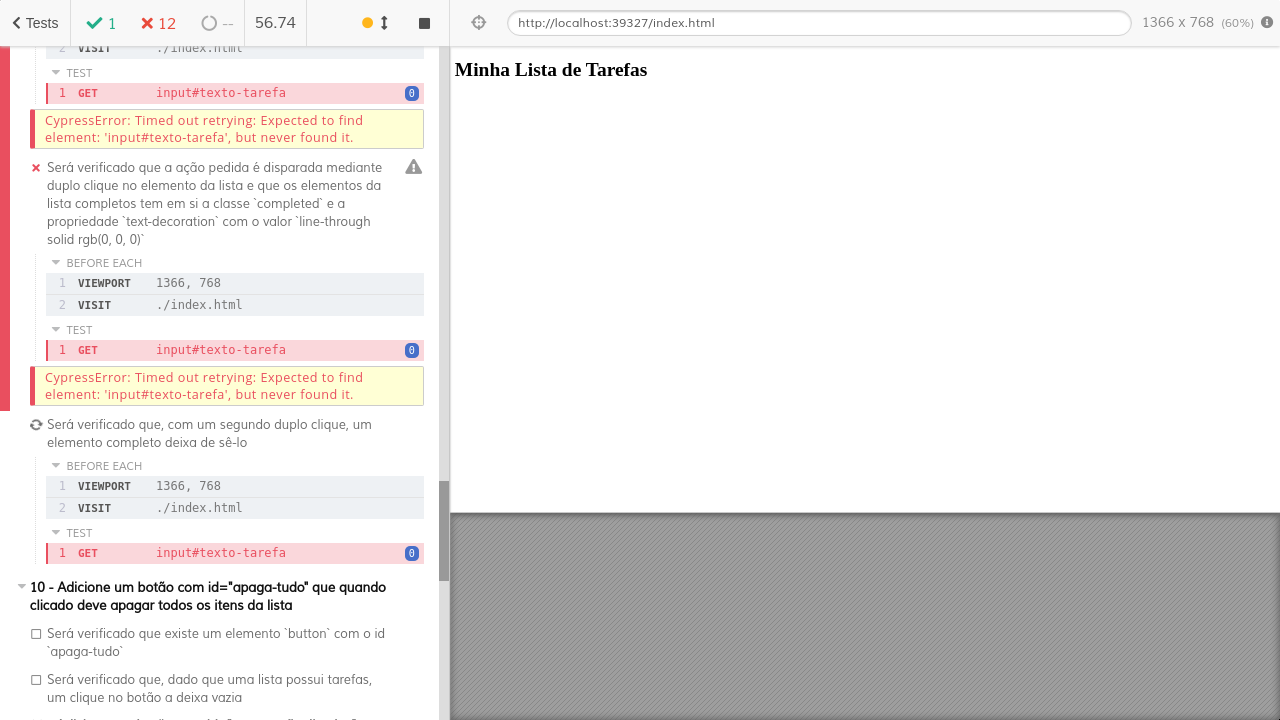 Tests
1
12
--
56.74
http://localhost:39327/index.html
1366 x 768 (60%)
2 VISIT ./index.html
TEST
1 GET input#texto-tarefa 0
CypressError: Timed out retrying: Expected to find
element: 'input#texto-tarefa', but never found it.
Será verificado que a ação pedida é disparada mediante
duplo clique no elemento da lista e que os elementos da
lista completos tem em si a classe `completed` e a
propriedade `text-decoration` com o valor `line-through
solid rgb(0, 0, 0)`
BEFORE EACH
1 VIEWPORT 1366, 768
2 VISIT ./index.html
TEST
1 GET input#texto-tarefa 0
CypressError: Timed out retrying: Expected to find
element: 'input#texto-tarefa', but never found it.
Será verificado que, com um segundo duplo clique, um
elemento completo deixa de sê-lo
BEFORE EACH
1 VIEWPORT 1366, 768
2 VISIT ./index.html
TEST
1 GET input#texto-tarefa 0
10 - Adicione um botão com id="apaga-tudo" que quando
clicado deve apagar todos os itens da lista
Será verificado que existe um elemento `button` com o id
`apaga-tudo`
Será verificado que, dado que uma lista possui tarefas,
um clique no botão a deixa vazia
Minha Lista de Tarefas